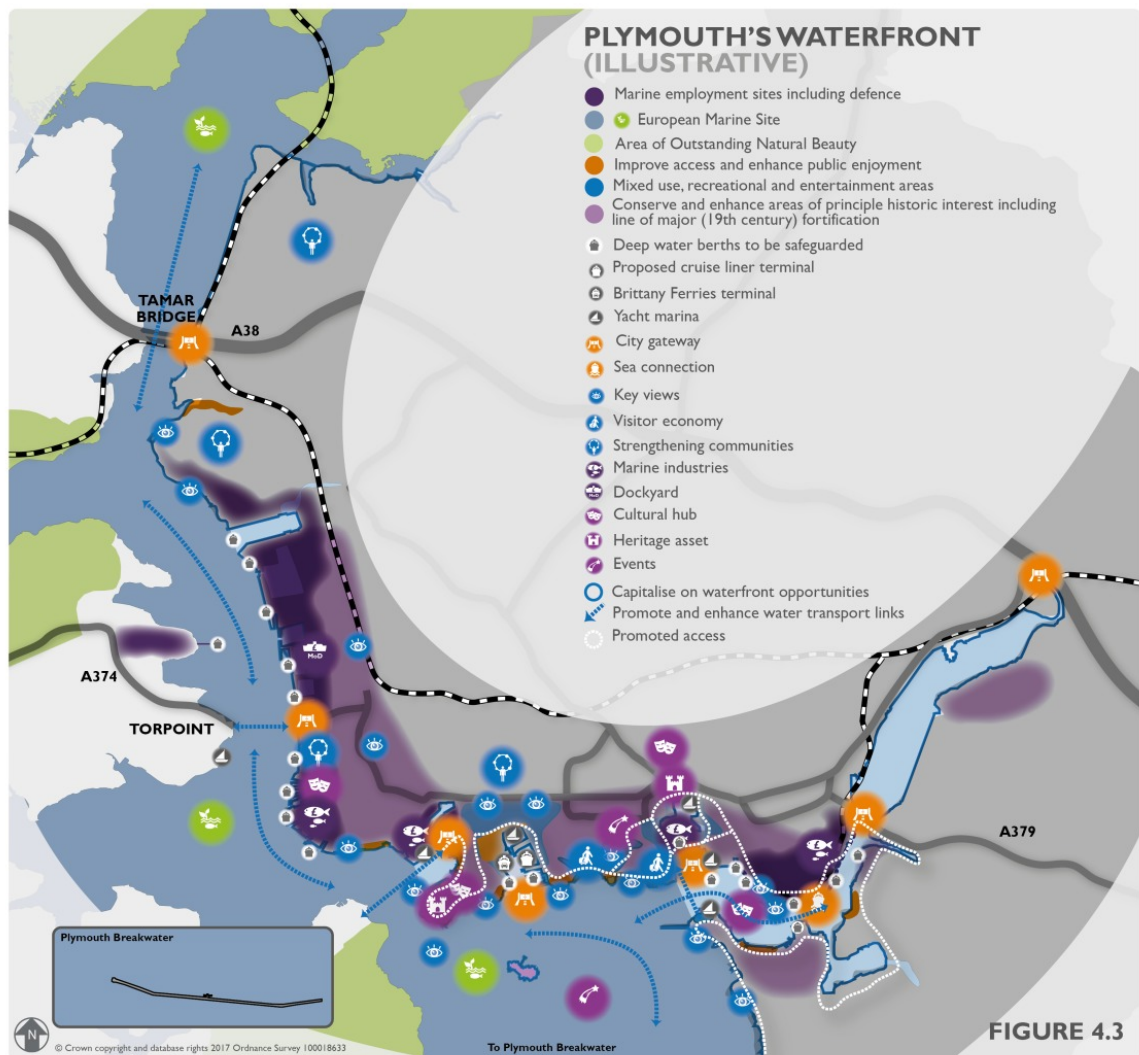 PLYMOUTH'S WATERFRONT
(ILLUSTRATIVE)
Marine employment sites including defence
European Marine Site
Area of Outstanding Natural Beauty
Improve access and enhance public enjoyment
Mixed use, recreational and entertainment areas
Conserve and enhance areas of principle historic interest including
line of major (19th century) fortification
Deep water berths to be safeguarded
Proposed cruise liner terminal
Brittany Ferries terminal
Yacht marina
City gateway
Sea connection
Key views
Visitor economy
Strengthening communities
Marine industries
Dockyard
Cultural hub
Heritage asset
Events
Capitalise on waterfront opportunities
Promote and enhance water transport links
Promoted access
TAMAR
BRIDGE
A38
MoD
A374
TORPOINT
A379
Plymouth Breakwater
N
© Crown copyright and database rights 2017 Ordnance Survey 100018633
To Plymouth Breakwater
FIGURE 4.3